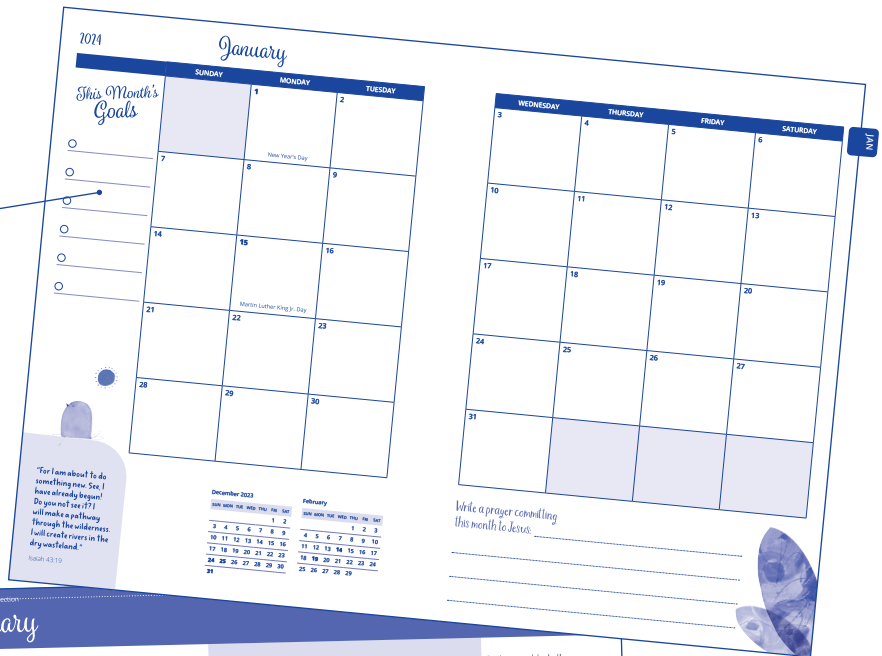 2024
January
SUNDAY MONDAY TUESDAY
This Month's
Goals
1 2
New Year's Day
7 8 9
14 15 16
Martin Luther King Jr. Day
21 22 23
28 29 30
WEDNESDAY THURSDAY FRIDAY SATURDAY
3 4 5 6
10 11 12 13
17 18 19 20
24 25 26 27
31
JAN
"For I am about to do
something new. See, I
have already begun!
Do you not see it? I
will make a pathway
through the wilderness.
I will create rivers in the
dry wasteland."
Isaiah 43:19
December 2023
SUN MON TUE WED THU FRI SAT
1 2
3 4 5 6 7 8 9
10 11 12 13 14 15 16
17 18 19 20 21 22 23
24 25 26 27 28 29 30
31
February
SUN MON TUE WED THU FRI SAT
1 2 3
4 5 6 7 8 9 10
11 12 13 14 15 16 17
18 19 20 21 22 23 24
25 26 27 28 29
Write a prayer committing
this month to Jesus:
ection:
ary